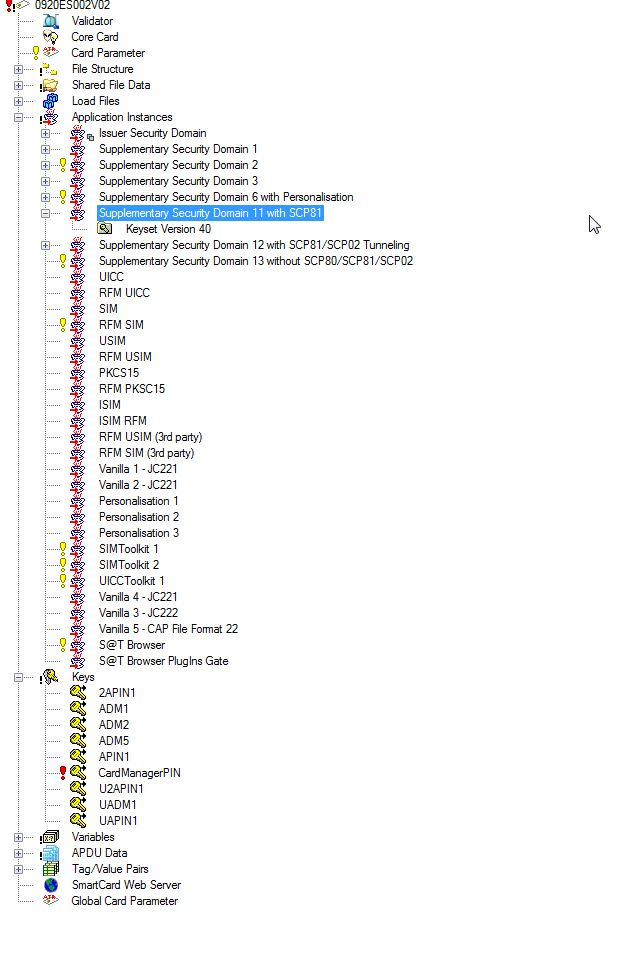 0920ES002V02
Validator
Core Card
Card Parameter
File Structure
Shared File Data
Load Files
Application Instances
Issuer Security Domain
Supplementary Security Domain 1
Supplementary Security Domain 2
Supplementary Security Domain 3
Supplementary Security Domain 6 with Personalisation
Supplementary Security Domain 11 with SCP81
Keyset Version 40
Supplementary Security Domain 12 with SCP81/SCP02 Tunneling
Supplementary Security Domain 13 without SCP80/SCP81/SCP02
UICC
RFM UICC
SIM
RFM SIM
USIM
RFM USIM
PKCS15
RFM PKSC15
ISIM
ISIM RFM
RFM USIM (3rd party)
RFM SIM (3rd party)
Vanilla 1 - JC221
Vanilla 2 - JC221
Personalisation 1
Personalisation 2
Personalisation 3
SIMToolkit 1
SIMToolkit 2
UICCToolkit 1
Vanilla 4 - JC221
Vanilla 3 - JC222
Vanilla 5 - CAP File Format 22
S@T Browser
S@T Browser PlugIns Gate
Keys
2APIN1
ADM1
ADM2
ADM5
APIN1
CardManagerPIN
U2APIN1
UADM1
UAPIN1
Variables
APDU Data
Tag/Value Pairs
SmartCard Web Server
Global Card Parameter